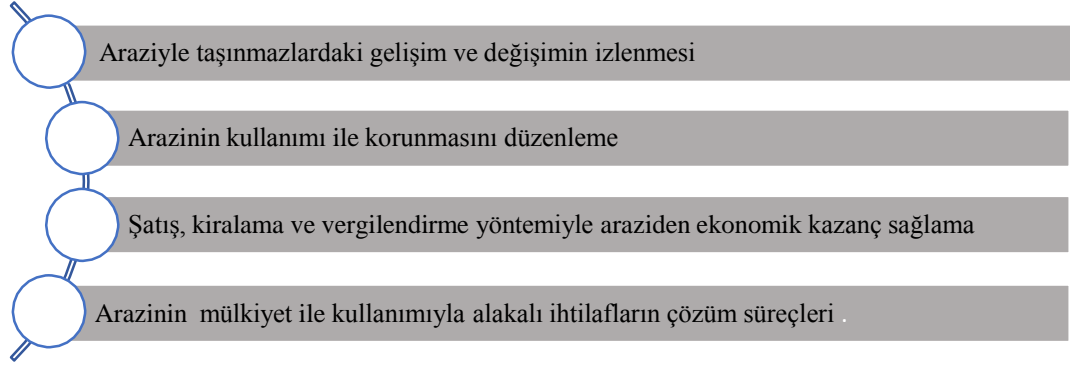 Araziyle taşınmazlardaki gelişim ve değişimin izlenmesi
Arazinin kullanımı ile korunmasını düzenleme
Şatış, kiralama ve vergilendirme yöntemiyle araziden ekonomik kazanç sağlama
Arazinin mülkiyet ile kullanımıyla alakalı ihtilafların çözüm süreçleri .